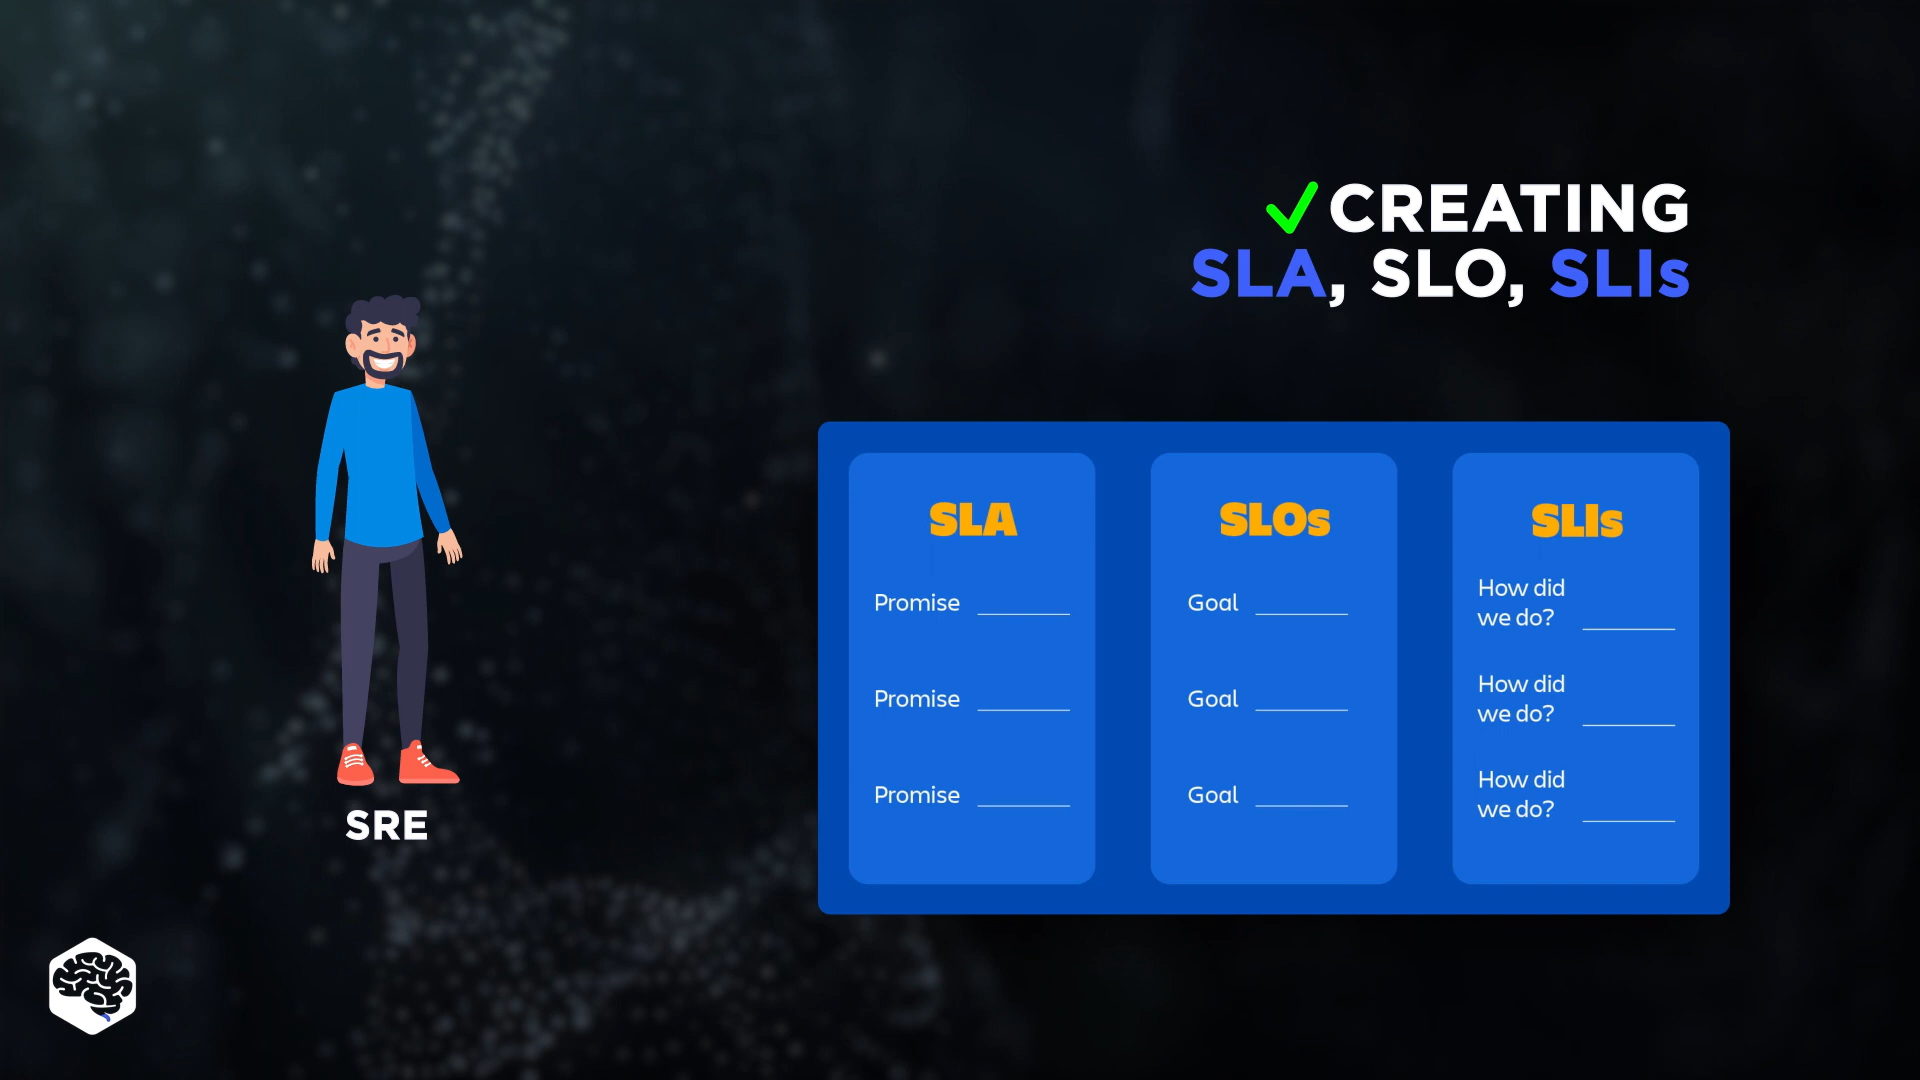 CREATING
SLA, SLO, SLIs
SLA
Promise
Promise
Promise
SLOs
Goal
Goal
Goal
SLIs
How did
we do?
How did
we do?
How did
we do?
SRE